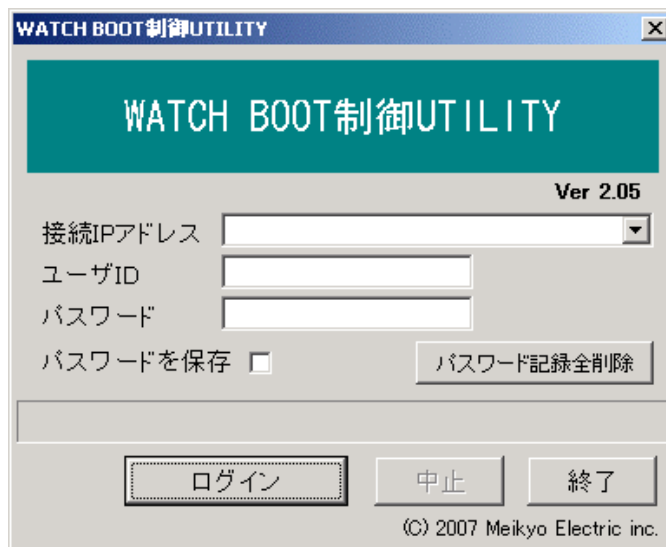 WATCH BOOT制御UTILITY
WATCH BOOT制御UTILITY
Ver 2.05
接続IPアドレス
ユーザID
パスワード
パスワードを保存 パスワード記録全削除
ログイン 中止 終了
(C) 2007 Meikyo Electric inc.